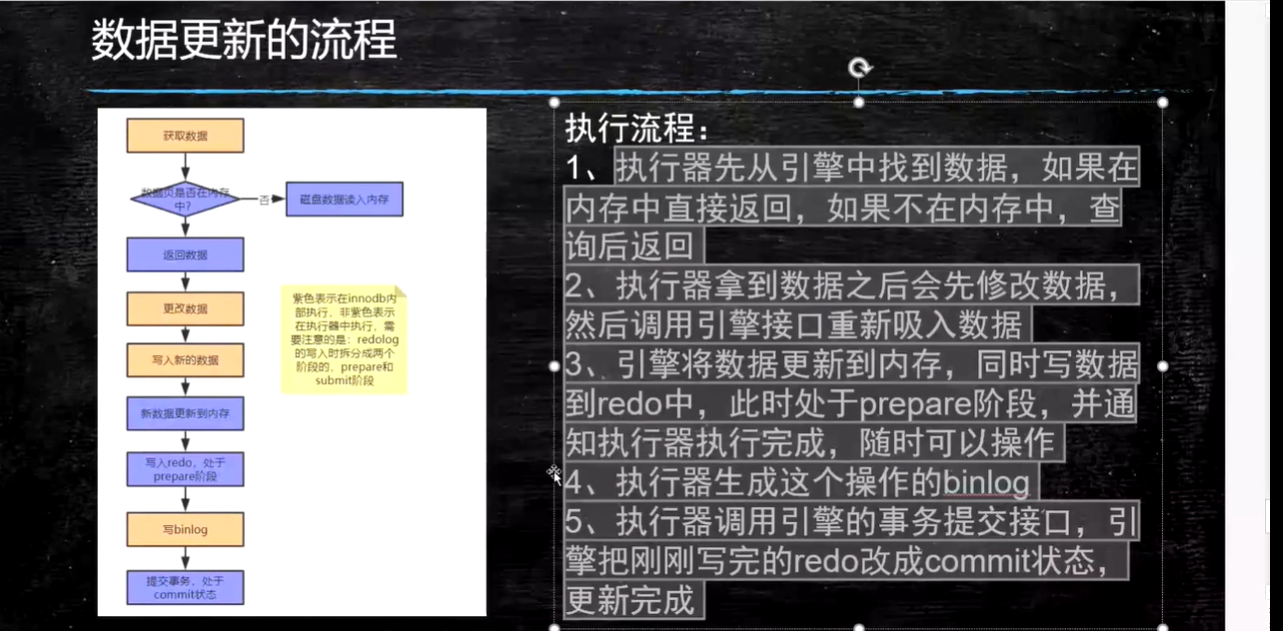 数据更新的流程
获取数据
数据页是否在内存
中?
否
磁盘数据读入内存
返回数据
更改数据
写入新的数据
新数据更新到内存
写入redo，处于
prepare阶段
写binlog
提交事务，处于
commit状态
紫色表示在innodb内
部执行，非紫色表示
在执行器中执行，需
要注意的是：redolog
的写入时拆分成两个
阶段的，prepare和
submit阶段
执行流程：
1、执行器先从引擎中找到数据，如果在
内存中直接返回，如果不在内存中，查
询后返回
2、执行器拿到数据之后会先修改数据，
然后调用引擎接口重新吸入数据
3、引擎将数据更新到内存，同时写数据
到redo中，此时处于prepare阶段，并通
知执行器执行完成，随时可以操作
4、执行器生成这个操作的binlog
5、执行器调用引擎的事务提交接口，引
擎把刚刚写完的redo改成commit状态，
更新完成